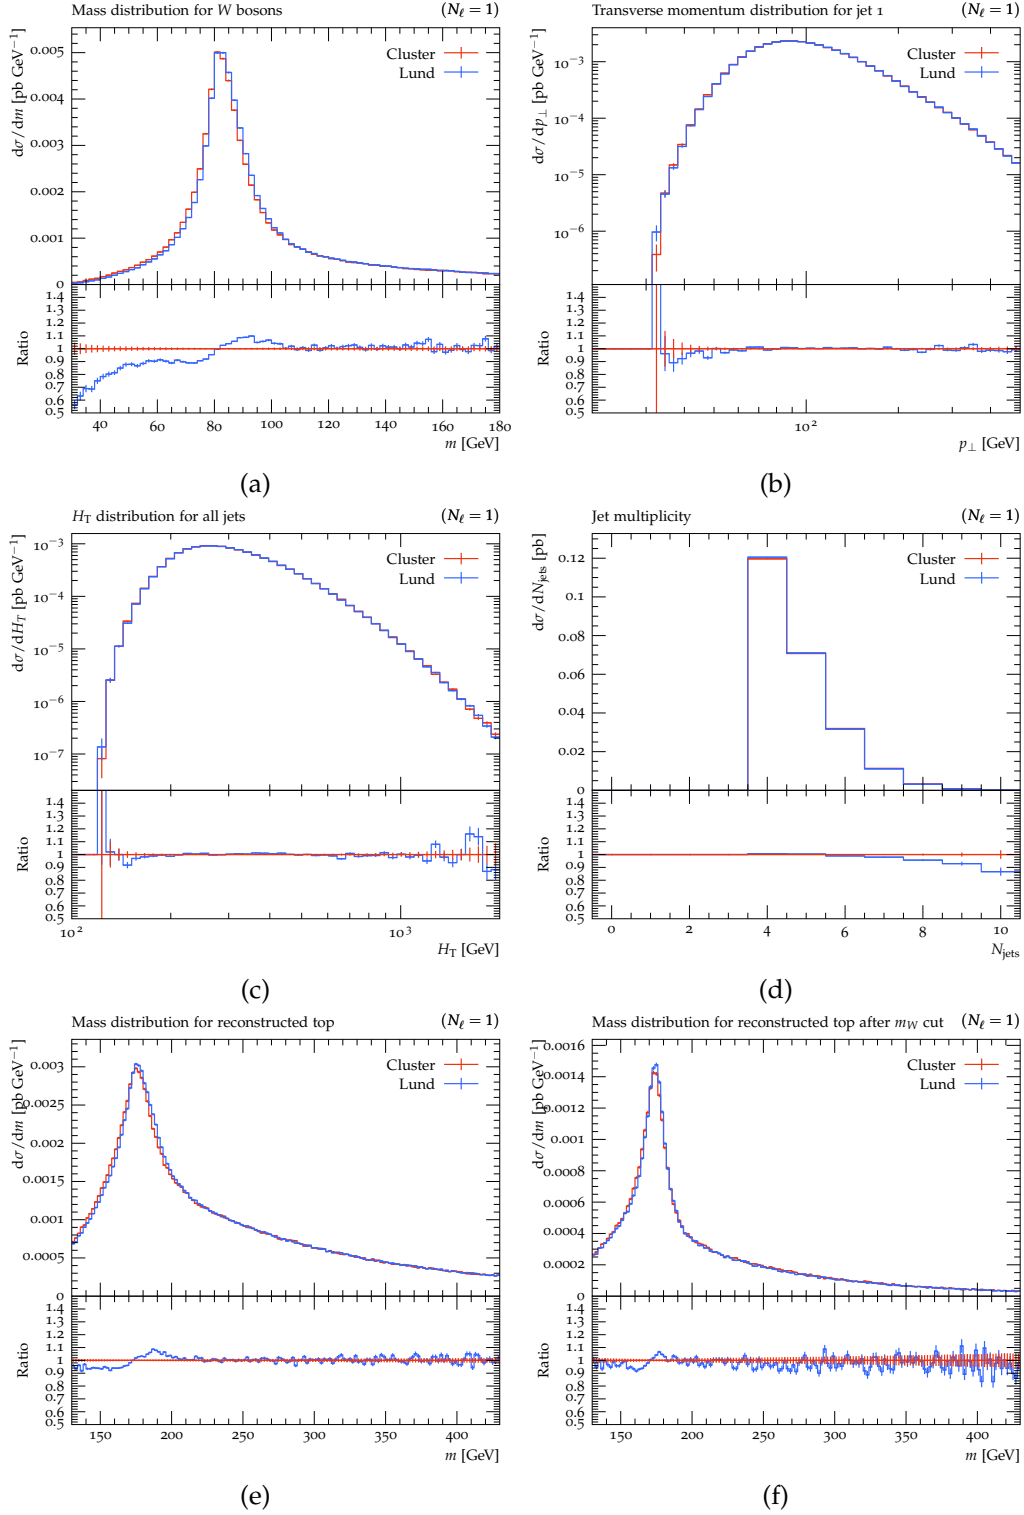 Mass distribution for W bosons (Nℓ = 1)
Cluster
Lund
dσ/dm [pb GeV⁻¹]
0.005
0.004
0.003
0.002
0.001
0
Ratio
1.4
1.3
1.2
1.1
1
0.9
0.8
0.7
0.6
0.5
40 60 80 100 120 140 160 180
m [GeV]
(a)
Transverse momentum distribution for jet 1 (Nℓ = 1)
Cluster
Lund
dσ/dp⊥ [pb GeV⁻¹]
10⁻³
10⁻⁴
10⁻⁵
10⁻⁶
Ratio
1.4
1.3
1.2
1.1
1
0.9
0.8
0.7
0.6
0.5
10²
p⊥ [GeV]
(b)
H_T distribution for all jets (Nℓ = 1)
Cluster
Lund
dσ/dH_T [pb GeV⁻¹]
10⁻³
10⁻⁴
10⁻⁵
10⁻⁶
10⁻⁷
Ratio
1.4
1.3
1.2
1.1
1
0.9
0.8
0.7
0.6
0.5
10² 10³
H_T [GeV]
(c)
Jet multiplicity (Nℓ = 1)
Cluster
Lund
dσ/dN_jets [pb]
0.12
0.1
0.08
0.06
0.04
0.02
0
Ratio
1.4
1.3
1.2
1.1
1
0.9
0.8
0.7
0.6
0.5
0 2 4 6 8 10
N_jets
(d)
Mass distribution for reconstructed top (Nℓ = 1)
Cluster
Lund
dσ/dm [pb GeV⁻¹]
0.003
0.0025
0.002
0.0015
0.001
0.0005
0
Ratio
1.4
1.3
1.2
1.1
1
0.9
0.8
0.7
0.6
0.5
150 200 250 300 350 400
m [GeV]
(e)
Mass distribution for reconstructed top after m_W cut (Nℓ = 1)
Cluster
Lund
dσ/dm [pb GeV⁻¹]
0.0016
0.0014
0.0012
0.001
0.0008
0.0006
0.0004
0.0002
0
Ratio
1.4
1.3
1.2
1.1
1
0.9
0.8
0.7
0.6
0.5
150 200 250 300 350 400
m [GeV]
(f)